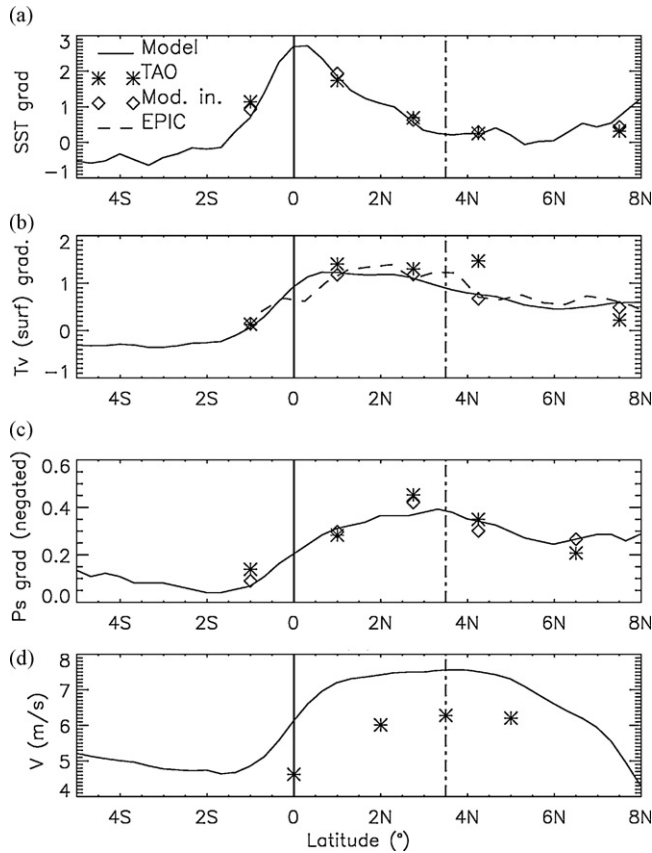 (a)
3
2
1
0
−1
SST grad
Model
TAO
Mod. in.
EPIC
4S 2S 0 2N 4N 6N 8N
(b)
2
1
0
−1
Tv (surf) grad.
4S 2S 0 2N 4N 6N 8N
(c)
0.6
0.4
0.2
0.0
Ps grad (negated)
4S 2S 0 2N 4N 6N 8N
(d)
8
7
6
5
4
V (m/s)
4S 2S 0 2N 4N 6N 8N
Latitude (°)